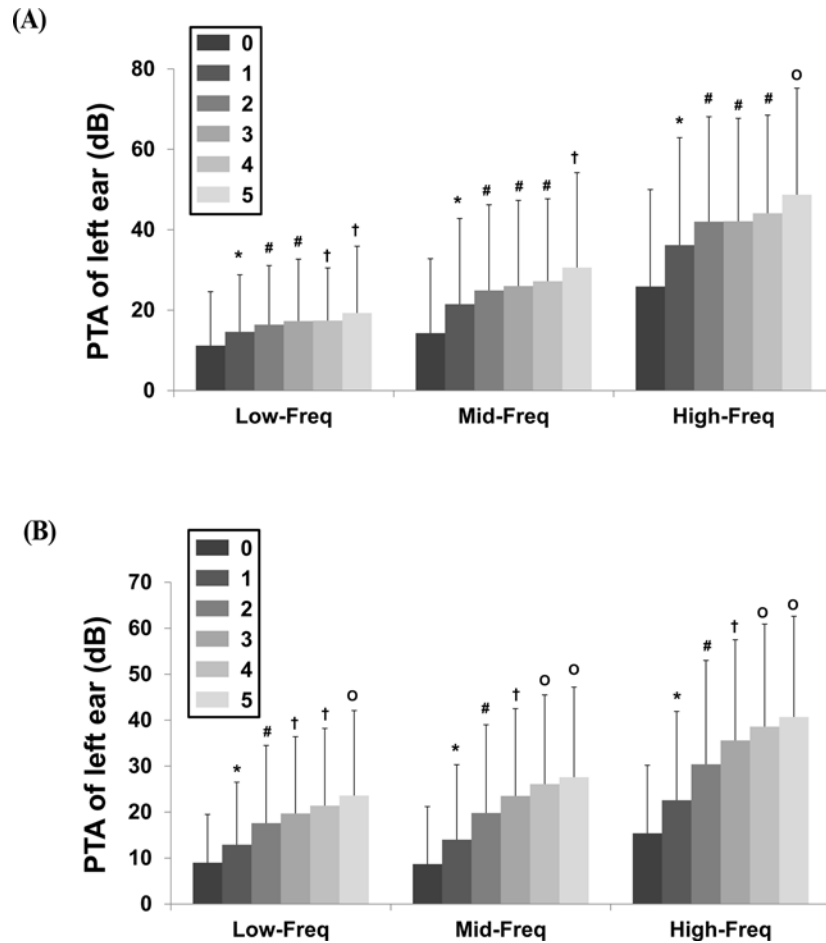 (A)
0
1
2
3
4
5
80
60
40
20
0
PTA of left ear (dB)
* # # † †
* # # # †
* # # # O
Low-Freq Mid-Freq High-Freq
(B)
0
1
2
3
4
5
70
60
50
40
30
20
10
0
PTA of left ear (dB)
* # † † O
* # † O O
* # † O O
Low-Freq Mid-Freq High-Freq